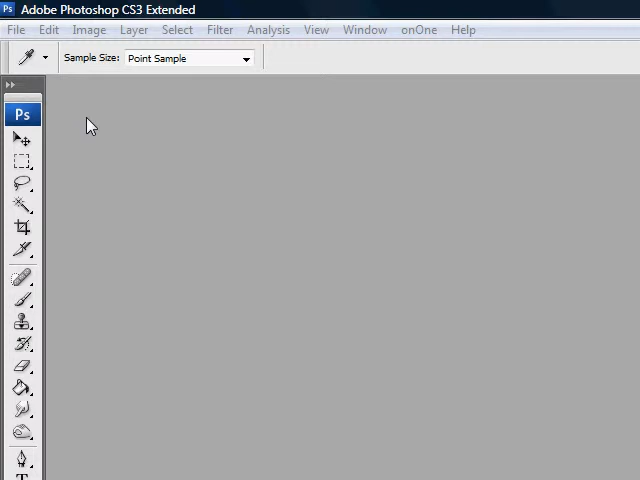 Ps Adobe Photoshop CS3 Extended
File Edit Image Layer Select Filter Analysis View Window onOne Help
Sample Size: Point Sample
Ps
T